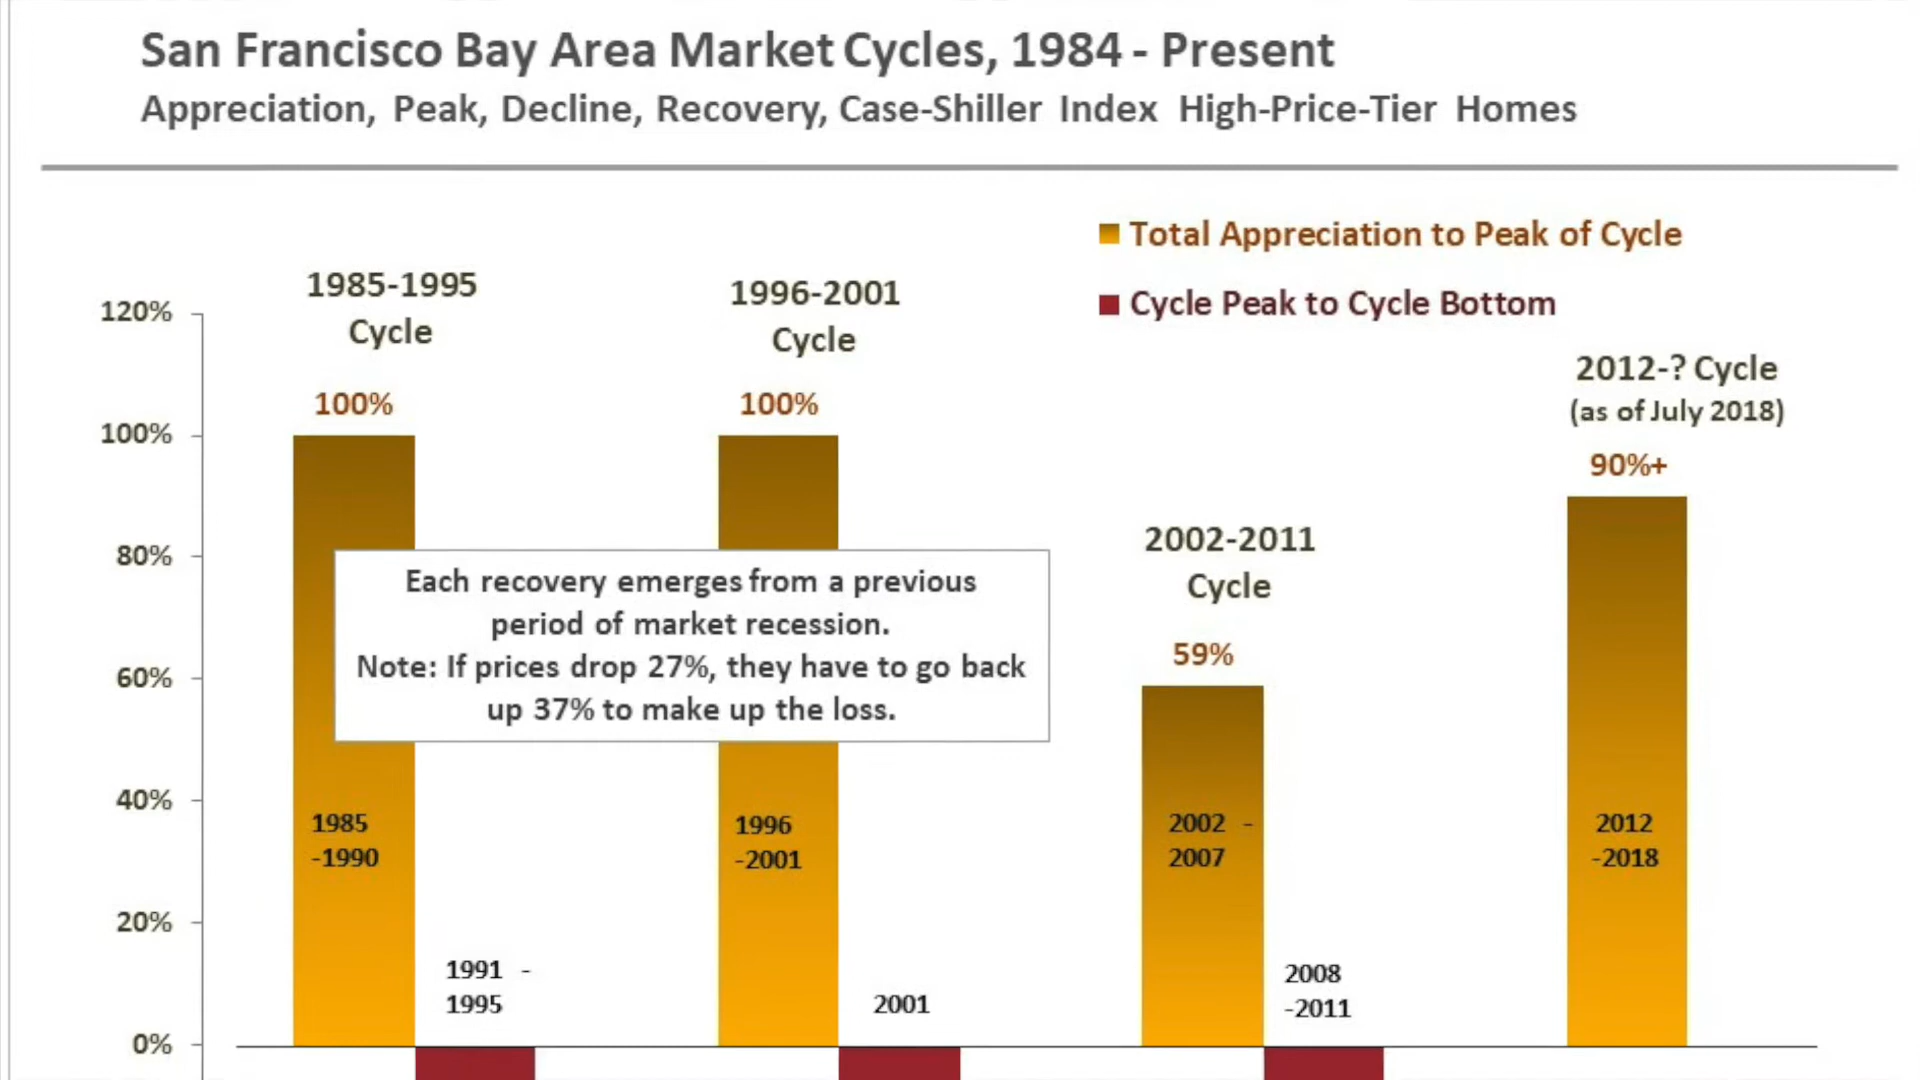 San Francisco Bay Area Market Cycles, 1984 - Present
Appreciation, Peak, Decline, Recovery, Case-Shiller Index High-Price-Tier Homes
Total Appreciation to Peak of Cycle
Cycle Peak to Cycle Bottom
1985-1995
Cycle
100%
1996-2001
Cycle
100%
2002-2011
Cycle
59%
2012-? Cycle
(as of July 2018)
90%+
120%
100%
80%
60%
40%
20%
0%
Each recovery emerges from a previous
period of market recession.
Note: If prices drop 27%, they have to go back
up 37% to make up the loss.
1985
-1990
1991 -
1995
1996
-2001
2001
2002 -
2007
2008
-2011
2012
-2018